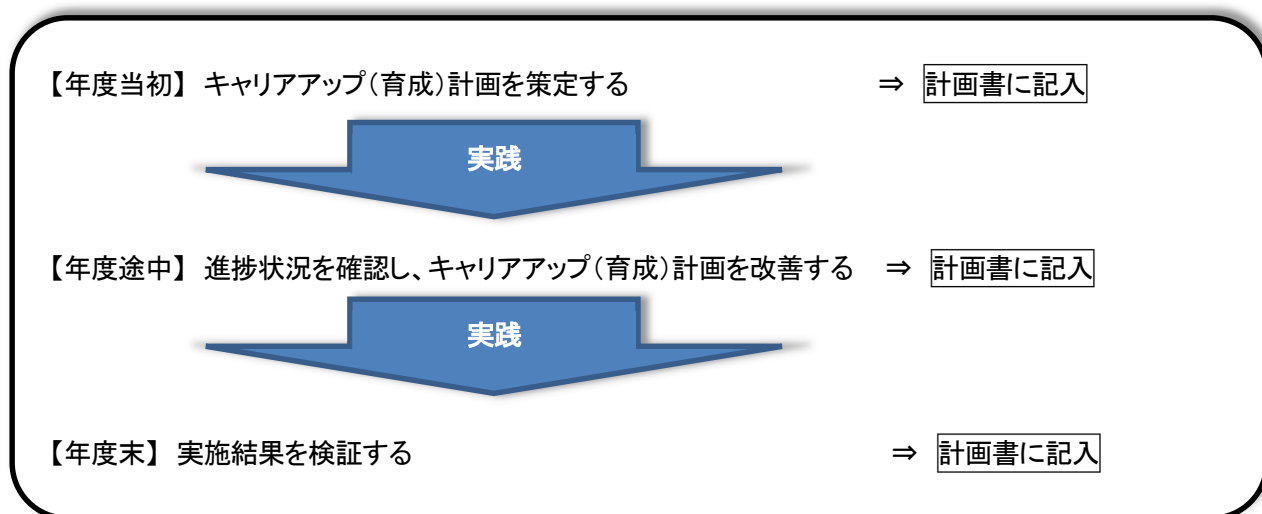 【年度当初】 キャリアアップ（育成）計画を策定する ⇒ 計画書に記入
実践
【年度途中】 進捗状況を確認し、キャリアアップ（育成）計画を改善する ⇒ 計画書に記入
実践
【年度末】 実施結果を検証する ⇒ 計画書に記入